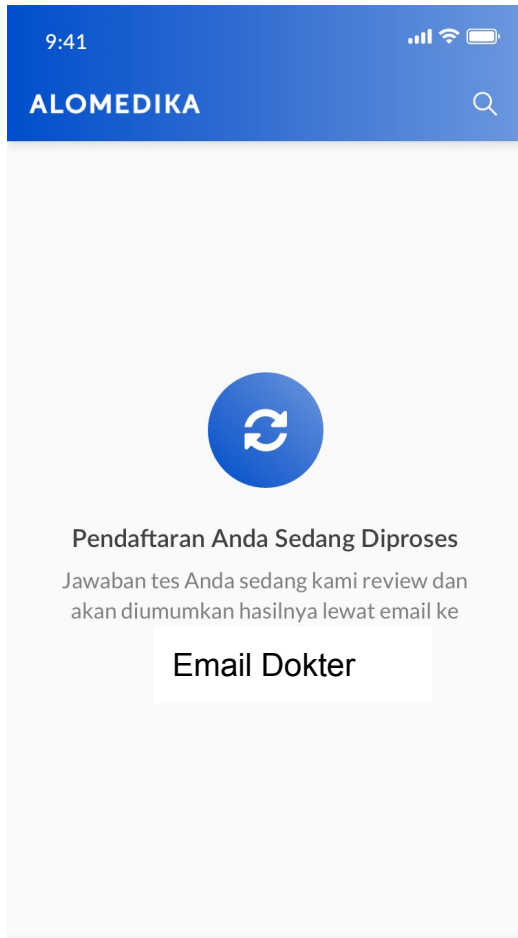 9:41
ALOMEDIKA
Pendaftaran Anda Sedang Diproses
Jawaban tes Anda sedang kami review dan
akan diumumkan hasilnya lewat email ke
Email Dokter